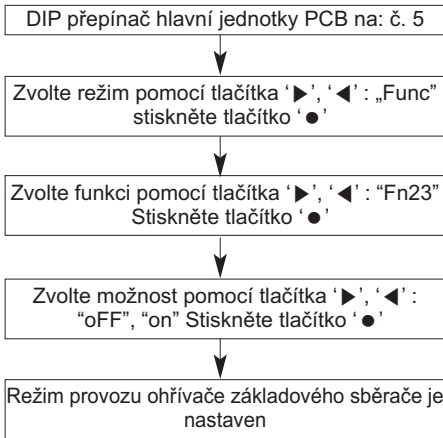 DIP přepínač hlavní jednotky PCB na: č. 5
Zvolte režim pomocí tlačítka ‘▶’, ‘◀’ : „Func”
stiskněte tlačítko ‘●’
Zvolte funkci pomocí tlačítka ‘▶’, ‘◀’ : “Fn23”
Stiskněte tlačítko ‘●’
Zvolte možnost pomocí tlačítka ‘▶’, ‘◀’ :
“oFF”, “on” Stiskněte tlačítko ‘●’
Režim provozu ohřívače základového sběrače je
nastaven